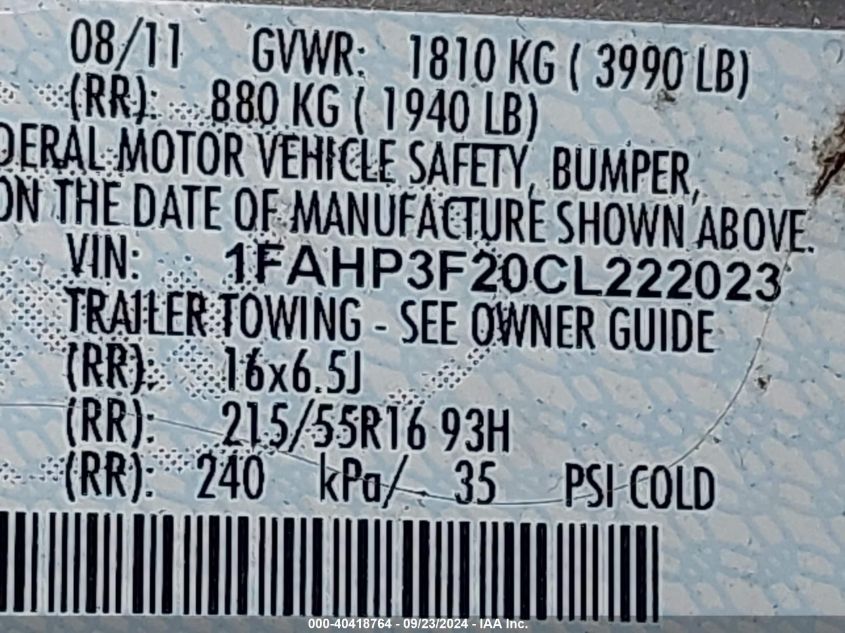 08/11 GVWR: 1810 KG ( 3990 LB)
(RR): 880 KG ( 1940 LB)
DERAL MOTOR VEHICLE SAFETY, BUMPER,
ON THE DATE OF MANUFACTURE SHOWN ABOVE.
VIN: 1FAHP3F20CL222023
TRAILER TOWING - SEE OWNER GUIDE
(RR): 16x6.5J
(RR): 215/55R16 93H
(RR): 240 kPa/ 35 PSI COLD
000-40418764 - 09/23/2024 - IAA Inc.